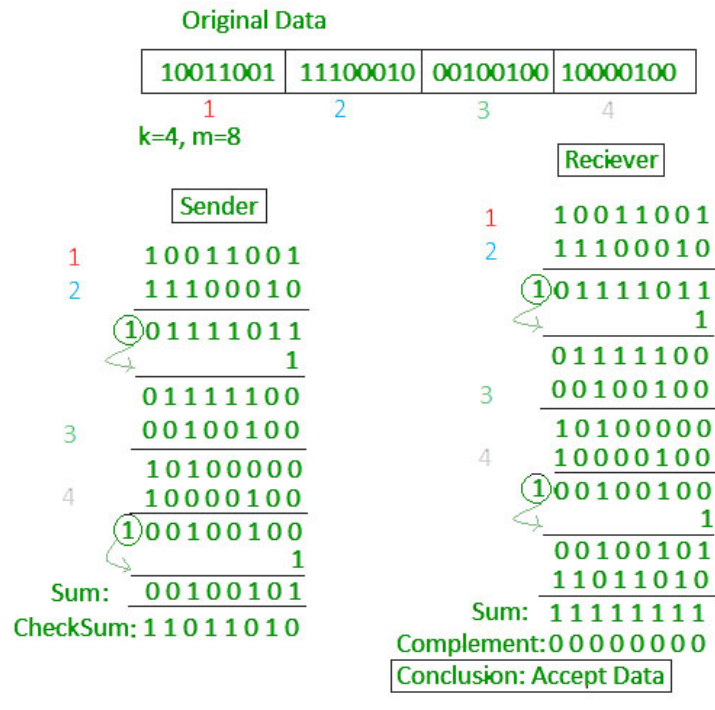 Original Data
10011001 11100010 00100100 10000100
1 2 3 4
k=4, m=8
Sender
1 10011001
2 11100010
1 01111011
1
01111100
3 00100100
10100000
4 10000100
1 00100100
1
Sum: 00100101
CheckSum: 11011010
Reciever
1 10011001
2 11100010
1 01111011
1
01111100
3 00100100
10100000
4 10000100
1 00100100
1
00100101
11011010
Sum: 11111111
Complement: 00000000
Conclusion: Accept Data